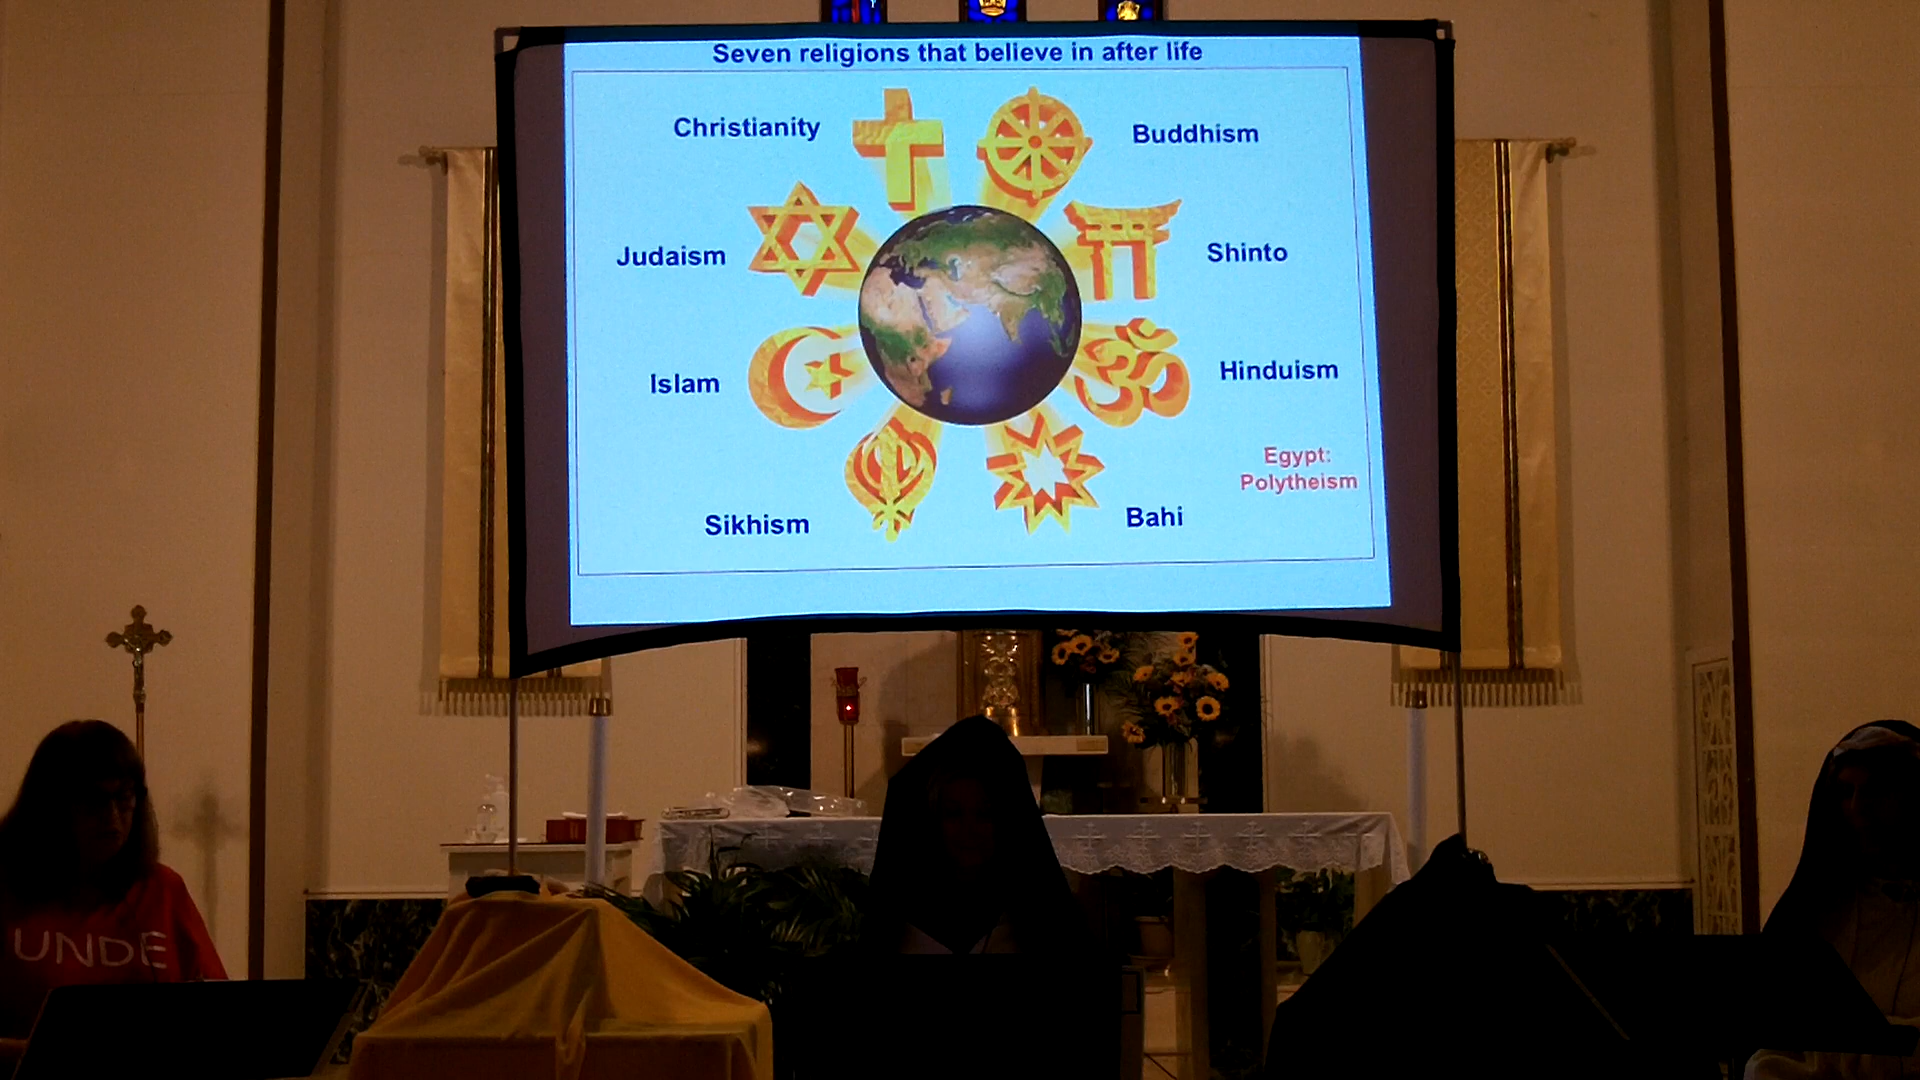 Seven religions that believe in after life
Christianity
Buddhism
Judaism
Shinto
Islam
Hinduism
Egypt:
Polytheism
Sikhism
Bahi
UNDE